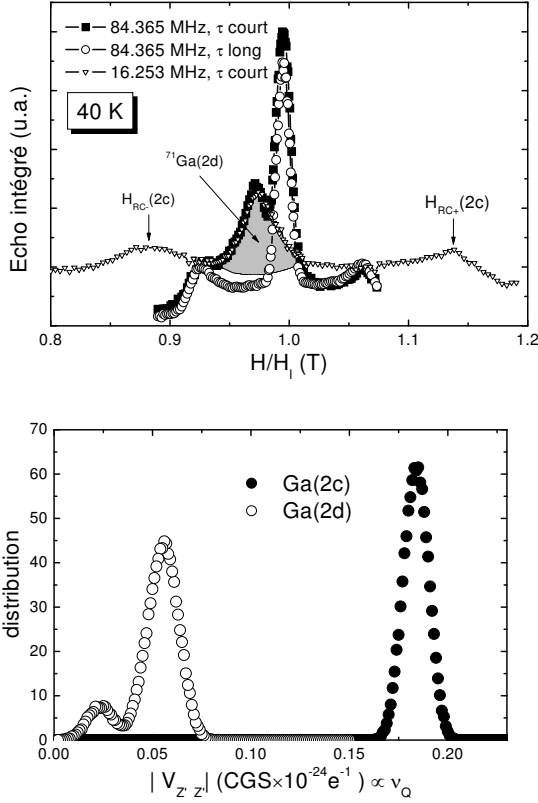 84.365 MHz, τ court
84.365 MHz, τ long
16.253 MHz, τ court
40 K
⁷¹Ga(2d)
H_RC-(2c)
H_RC+(2c)
Echo intégré (u.a.)
0.8 0.9 1.0 1.1 1.2
H/H_l (T)
70
60
50
40
30
20
10
0
distribution
Ga(2c)
Ga(2d)
0.00 0.05 0.10 0.15 0.20
| V_Z' Z'| (CGS×10⁻²⁴e⁻¹) ∝ ν_Q